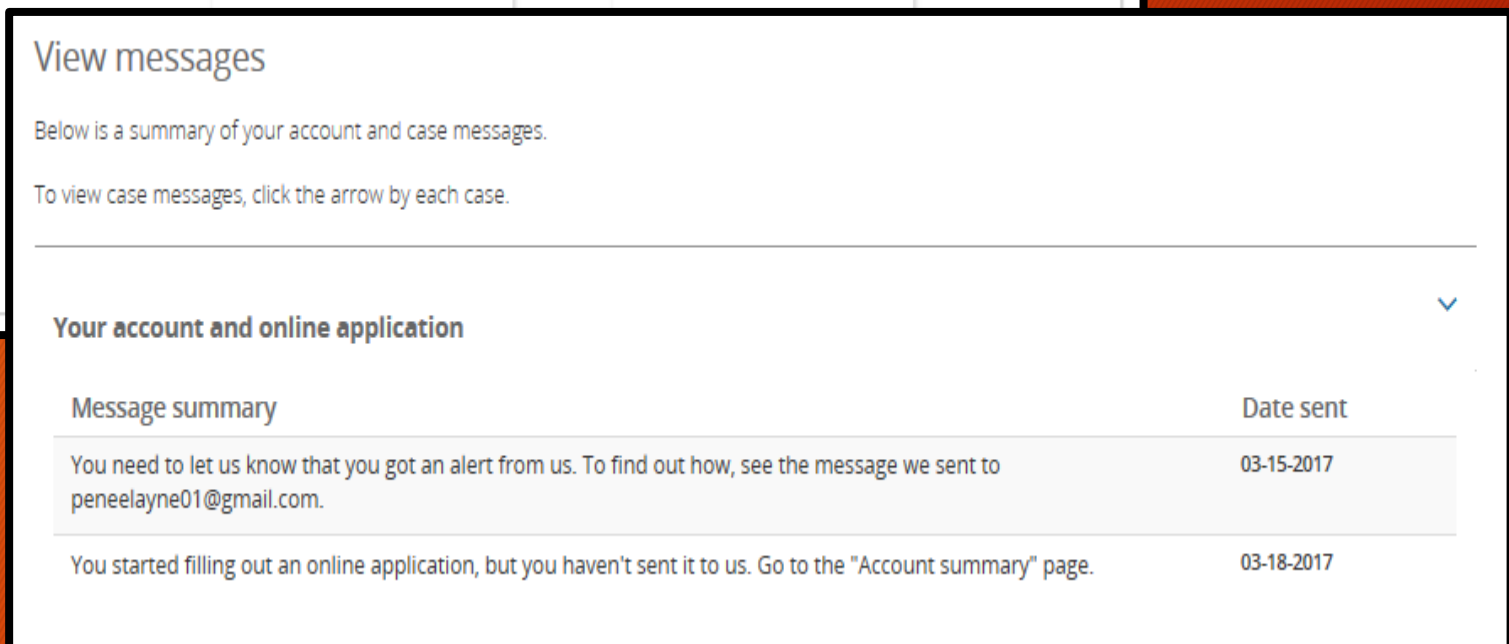 View messages
Below is a summary of your account and case messages.
To view case messages, click the arrow by each case.
Your account and online application
Message summary
Date sent
You need to let us know that you got an alert from us. To find out how, see the message we sent to
peneelayne01@gmail.com.
03-15-2017
You started filling out an online application, but you haven't sent it to us. Go to the "Account summary" page.
03-18-2017